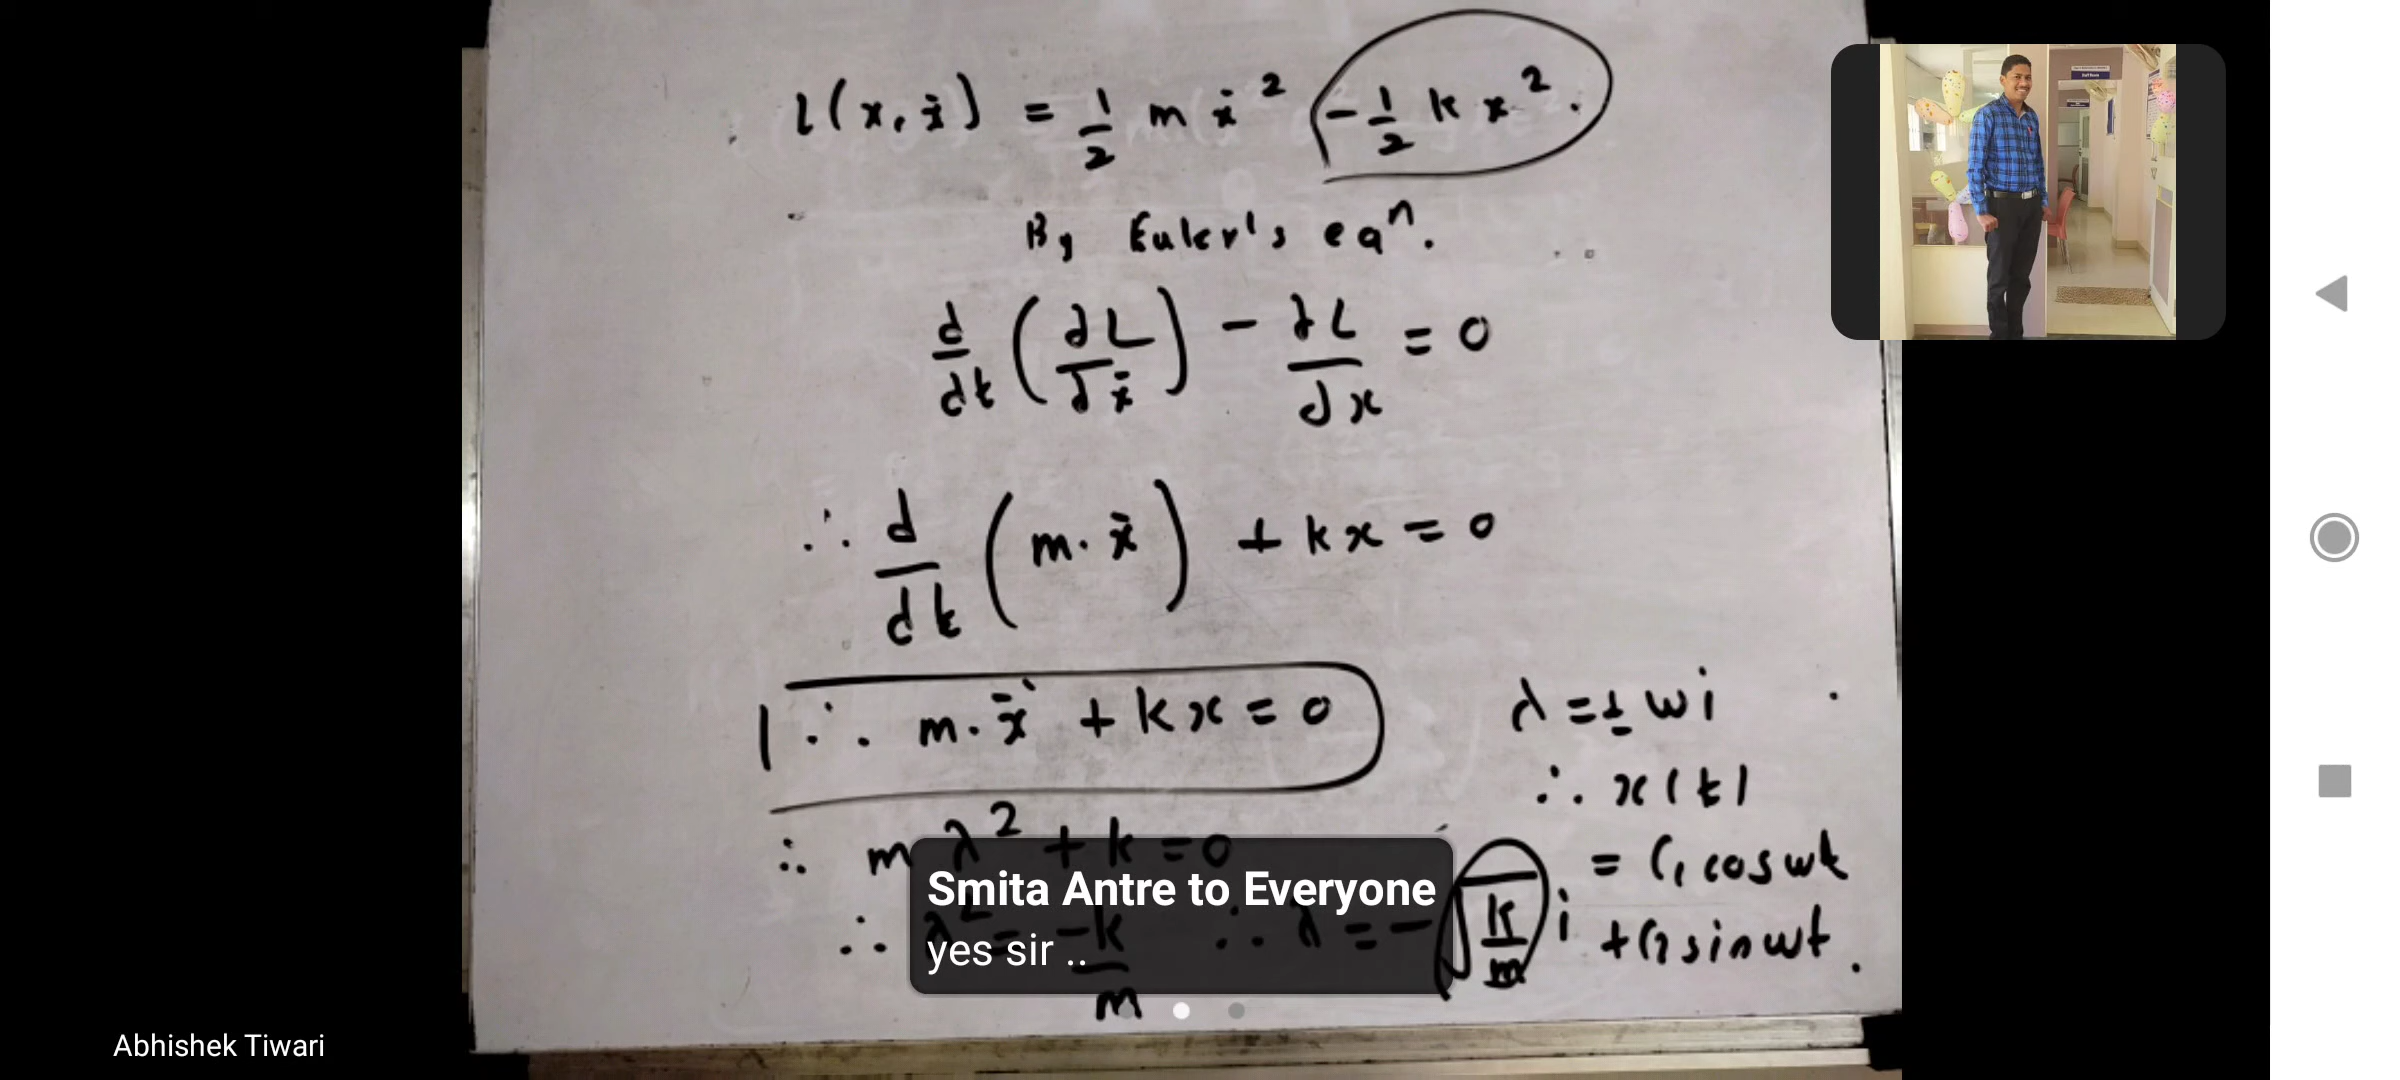 L(x, ẋ) = 1/2 m ẋ² - 1/2 k x².
By Euler's eqⁿ.
d/dt (∂L/∂ẋ) - ∂L/∂x = 0
∴ d/dt (m · ẋ) + kx = 0
∴ m · ẍ + kx = 0
∴ mλ² + k = 0
∴ λ² = -k/m ∴ λ = - √(k/m) i
λ = ± wi
∴ x(t)
= C₁ cos wt
+ C₂ sin wt.
Smita Antre to Everyone
yes sir ..
Abhishek Tiwari